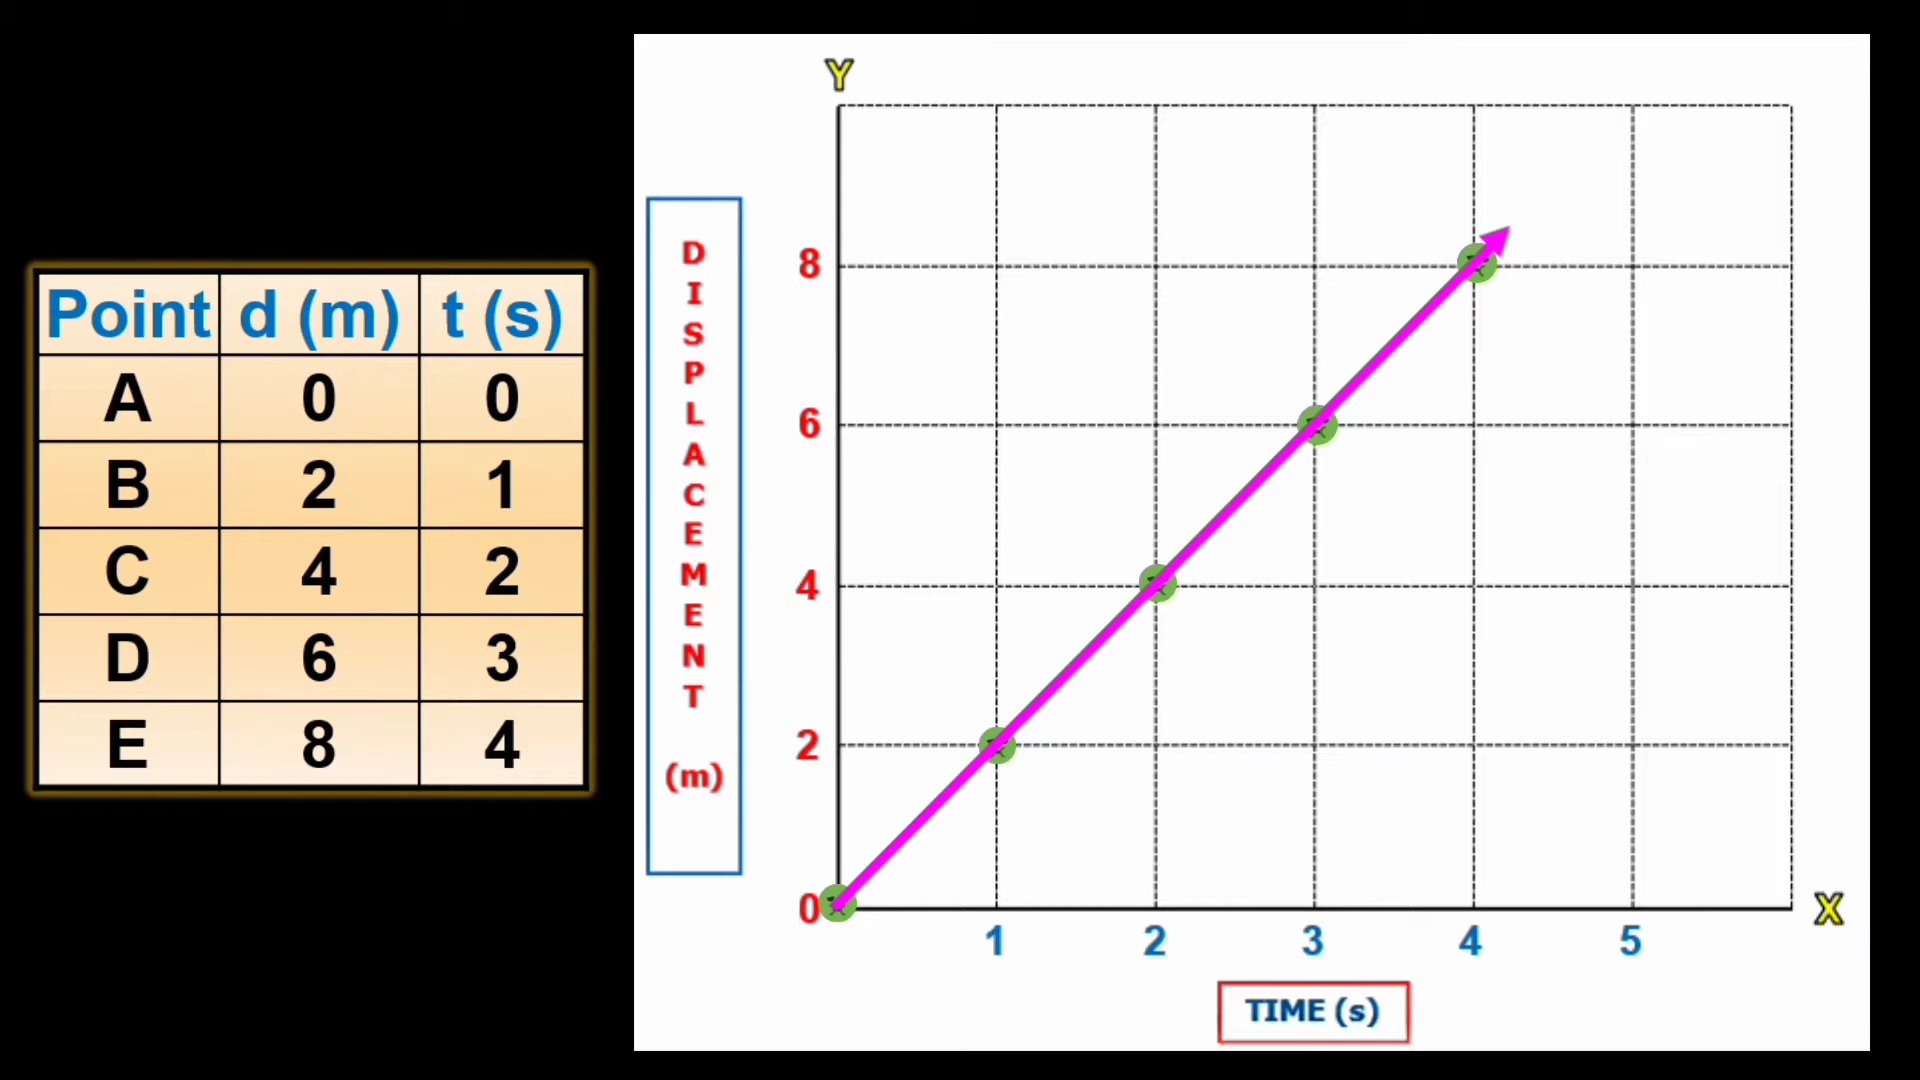 Point d (m) t (s)
A 0 0
B 2 1
C 4 2
D 6 3
E 8 4
Y
DISPLACEMENT
(m)
8
6
4
2
0
X
1 2 3 4 5
TIME (s)